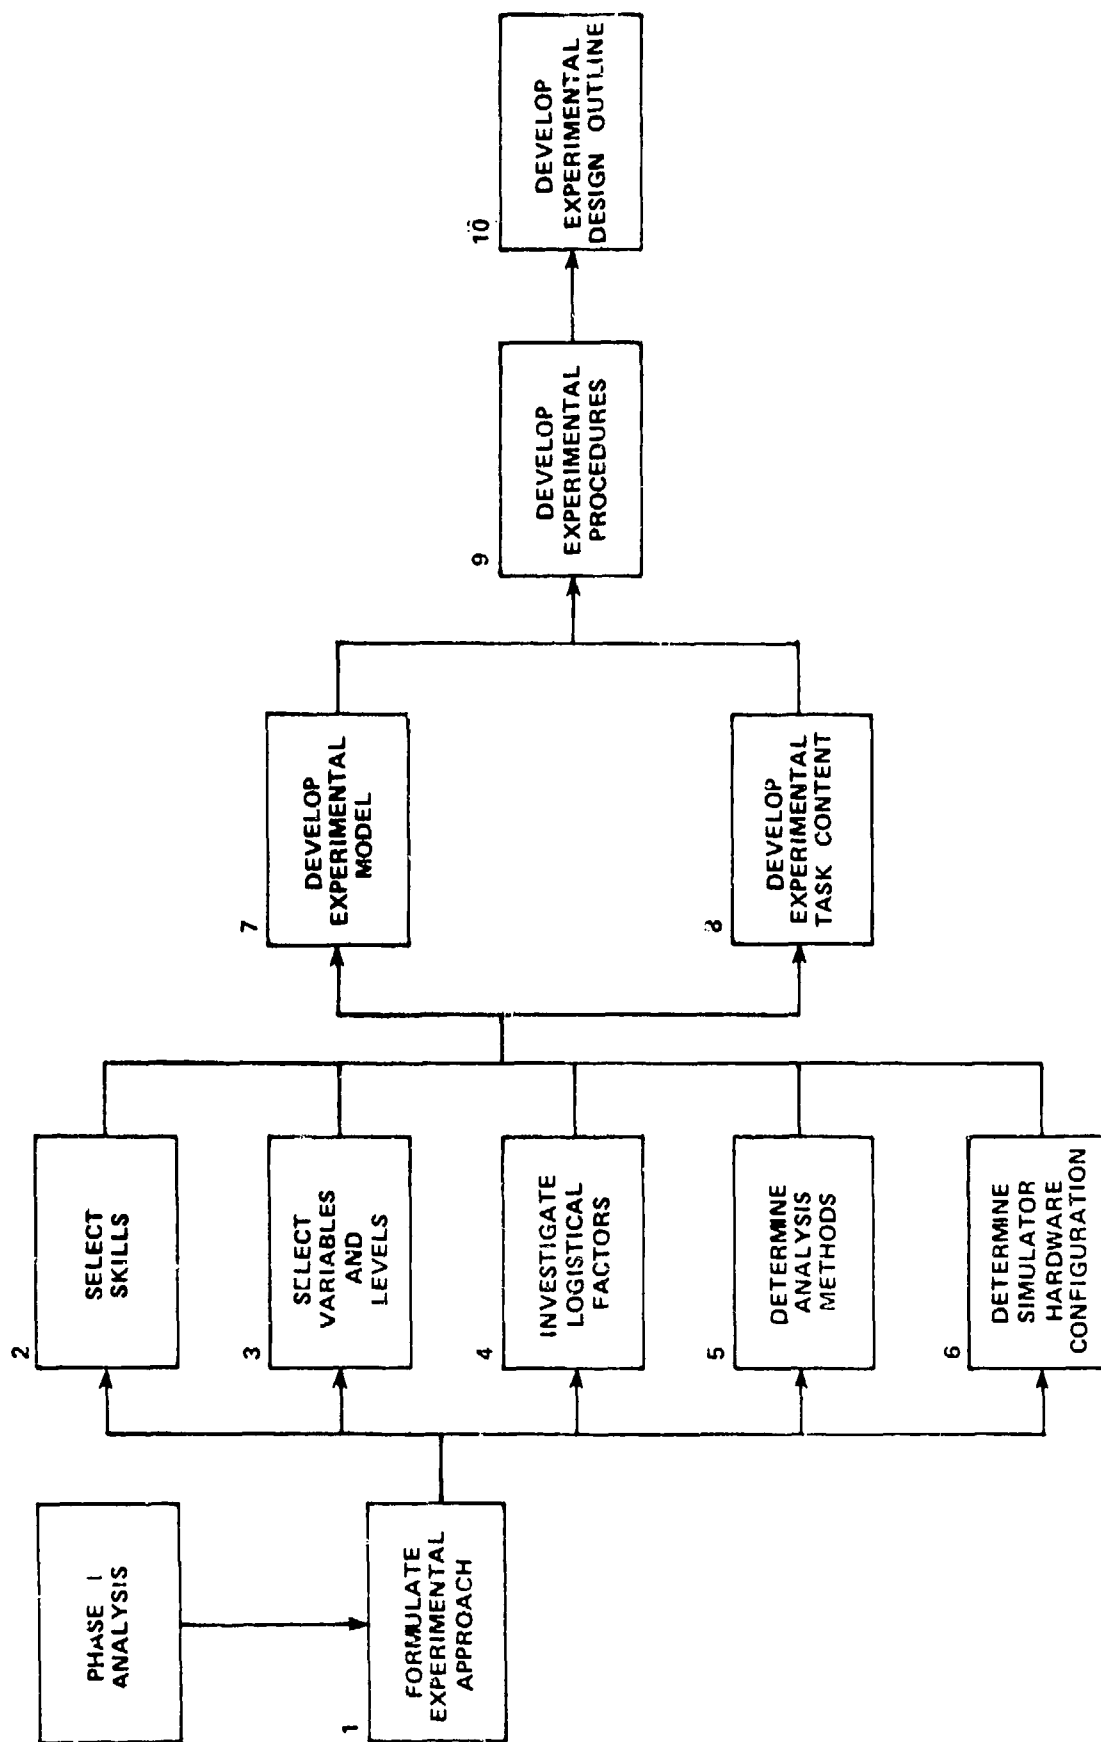 PHASE I
ANALYSIS
1
FORMULATE
EXPERIMENTAL
APPROACH
2
SELECT
SKILLS
3
SELECT
VARIABLES
AND
LEVELS
4
INVESTIGATE
LOGISTICAL
FACTORS
5
DETERMINE
ANALYSIS
METHODS
6
DETERMINE
SIMULATOR
HARDWARE
CONFIGURATION
7
DEVELOP
EXPERIMENTAL
MODEL
8
DEVELOP
EXPERIMENTAL
TASK CONTENT
9
DEVELOP
EXPERIMENTAL
PROCEDURES
10
DEVELOP
EXPERIMENTAL
DESIGN OUTLINE